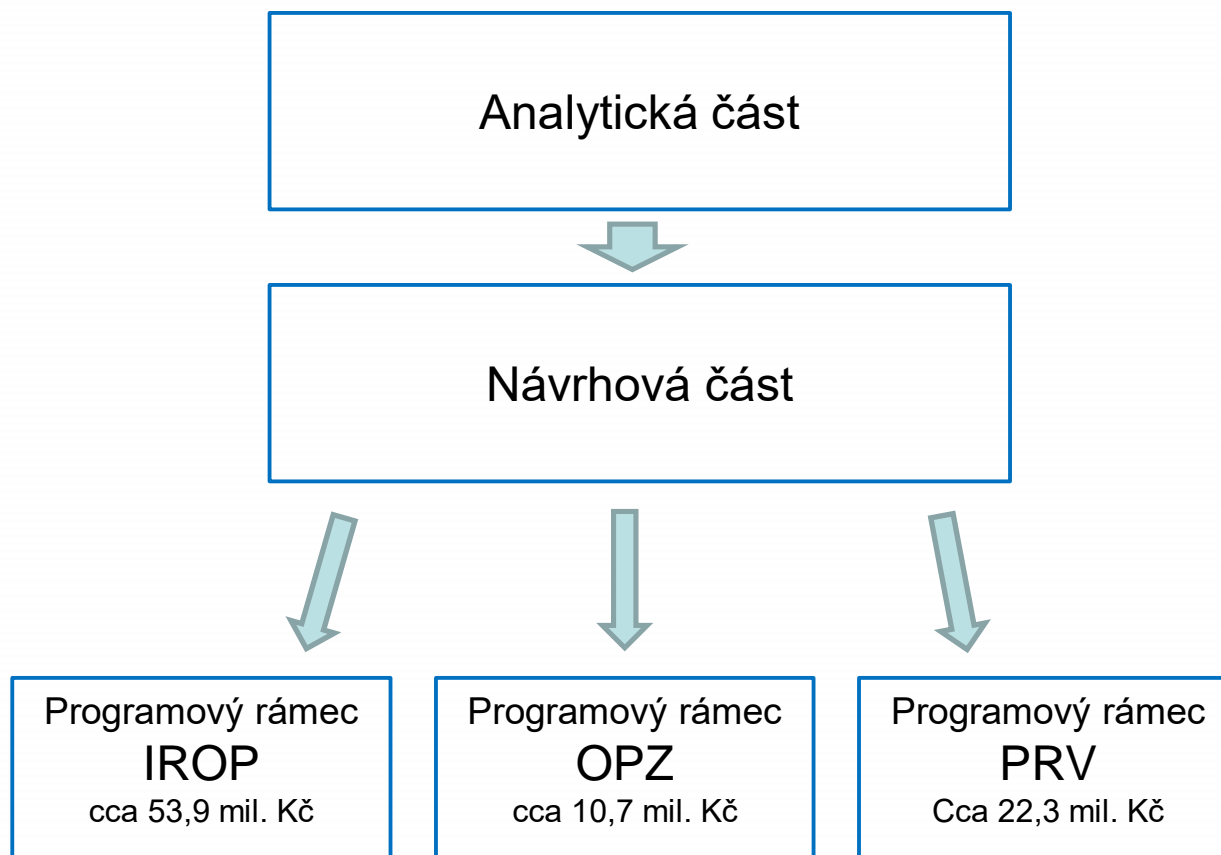 Analytická část
Návrhová část
Programový rámec
IROP
cca 53,9 mil. Kč
Programový rámec
OPZ
cca 10,7 mil. Kč
Programový rámec
PRV
Cca 22,3 mil. Kč